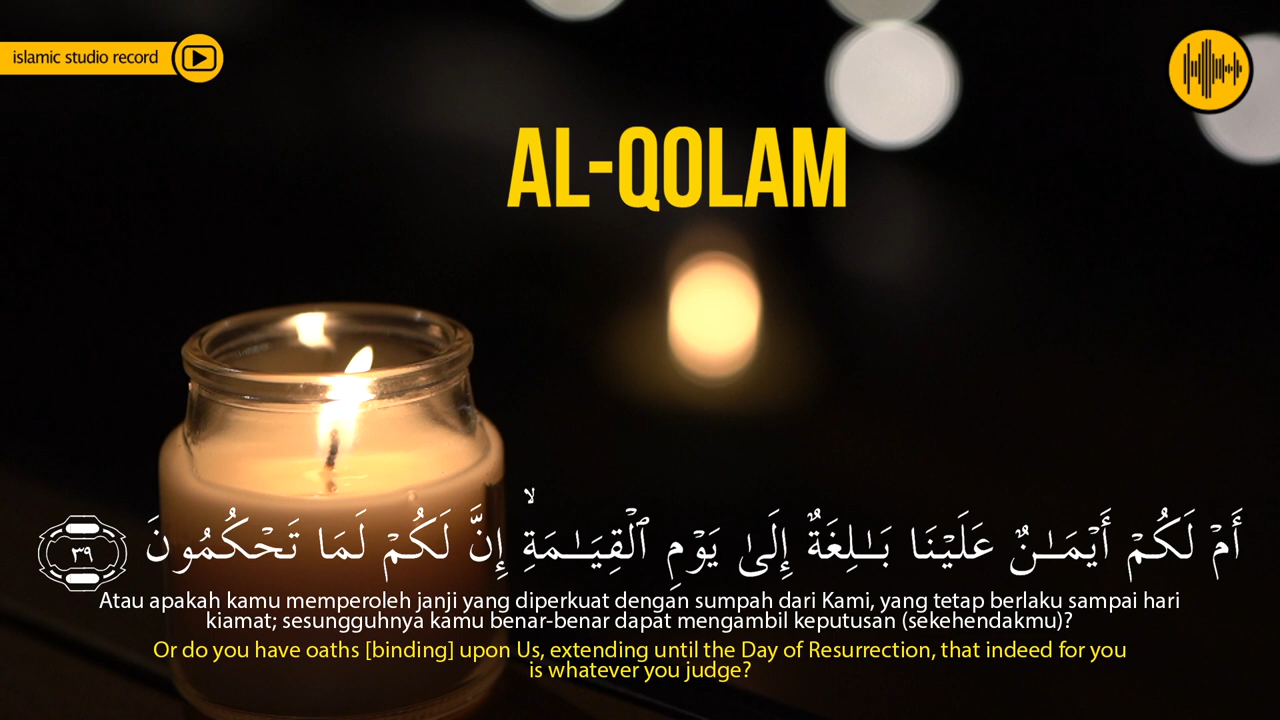 islamic studio record
AL-QOLAM
أَمْ لَكُمْ أَيْمَـٰنٌ عَلَيْنَا بَـٰلِغَةٌ إِلَىٰ يَوْمِ ٱلْقِيَـٰمَةِ ۙ إِنَّ لَكُمْ لَمَا تَحْكُمُونَ ٣٩
Atau apakah kamu memperoleh janji yang diperkuat dengan sumpah dari Kami, yang tetap berlaku sampai hari
kiamat; sesungguhnya kamu benar-benar dapat mengambil keputusan (sekehendakmu)?
Or do you have oaths [binding] upon Us, extending until the Day of Resurrection, that indeed for you
is whatever you judge?